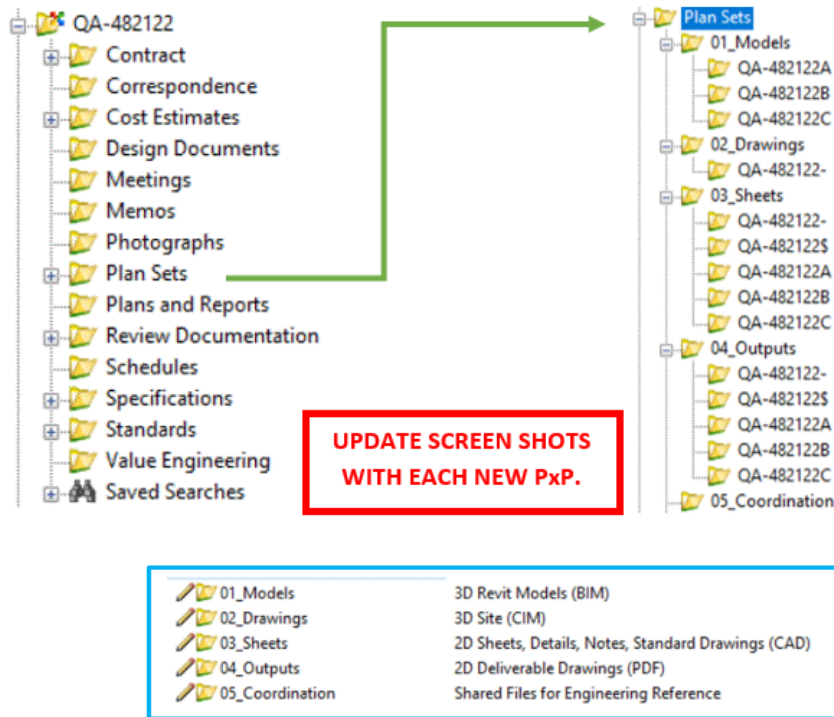 QA-482122
Contract
Correspondence
Cost Estimates
Design Documents
Meetings
Memos
Photographs
Plan Sets
Plans and Reports
Review Documentation
Schedules
Specifications
Standards
Value Engineering
Saved Searches
Plan Sets
01_Models
QA-482122A
QA-482122B
QA-482122C
02_Drawings
QA-482122-
03_Sheets
QA-482122-
QA-482122$
QA-482122A
QA-482122B
QA-482122C
04_Outputs
QA-482122-
QA-482122$
QA-482122A
QA-482122B
QA-482122C
05_Coordination
UPDATE SCREEN SHOTS
WITH EACH NEW PxP.
01_Models 3D Revit Models (BIM)
02_Drawings 3D Site (CIM)
03_Sheets 2D Sheets, Details, Notes, Standard Drawings (CAD)
04_Outputs 2D Deliverable Drawings (PDF)
05_Coordination Shared Files for Engineering Reference